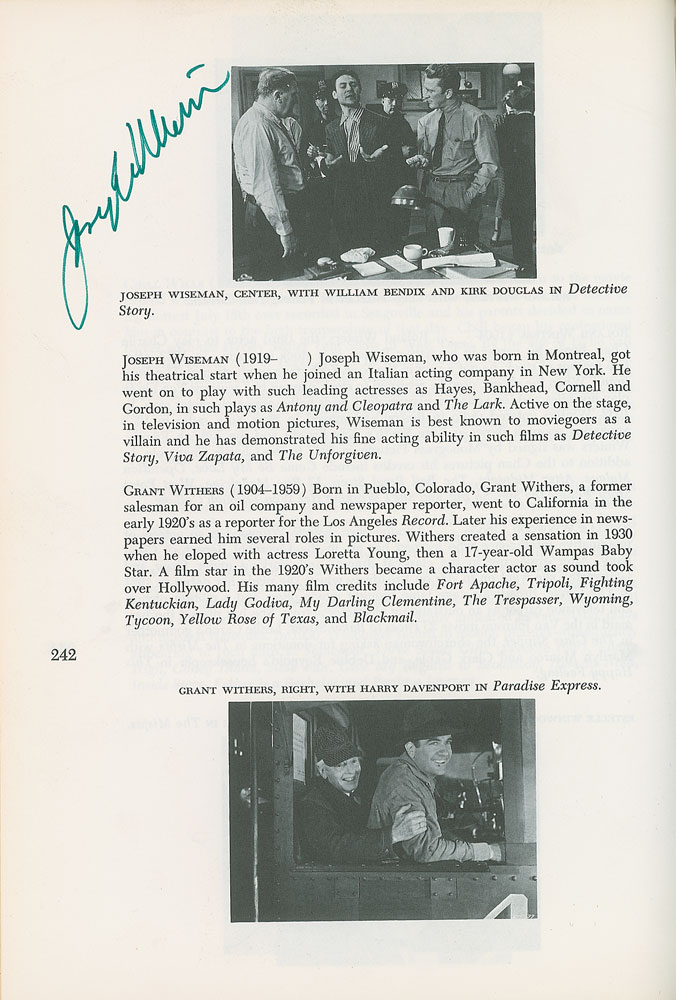 Joseph Wiseman
JOSEPH WISEMAN, CENTER, WITH WILLIAM BENDIX AND KIRK DOUGLAS IN Detective
Story.
JOSEPH WISEMAN (1919–    ) Joseph Wiseman, who was born in Montreal, got
his theatrical start when he joined an Italian acting company in New York. He
went on to play with such leading actresses as Hayes, Bankhead, Cornell and
Gordon, in such plays as Antony and Cleopatra and The Lark. Active on the stage,
in television and motion pictures, Wiseman is best known to moviegoers as a
villain and he has demonstrated his fine acting ability in such films as Detective
Story, Viva Zapata, and The Unforgiven.
GRANT WITHERS (1904–1959) Born in Pueblo, Colorado, Grant Withers, a former
salesman for an oil company and newspaper reporter, went to California in the
early 1920's as a reporter for the Los Angeles Record. Later his experience in news-
papers earned him several roles in pictures. Withers created a sensation in 1930
when he eloped with actress Loretta Young, then a 17-year-old Wampas Baby
Star. A film star in the 1920's Withers became a character actor as sound took
over Hollywood. His many film credits include Fort Apache, Tripoli, Fighting
Kentuckian, Lady Godiva, My Darling Clementine, The Trespasser, Wyoming,
Tycoon, Yellow Rose of Texas, and Blackmail.
242
GRANT WITHERS, RIGHT, WITH HARRY DAVENPORT IN Paradise Express.